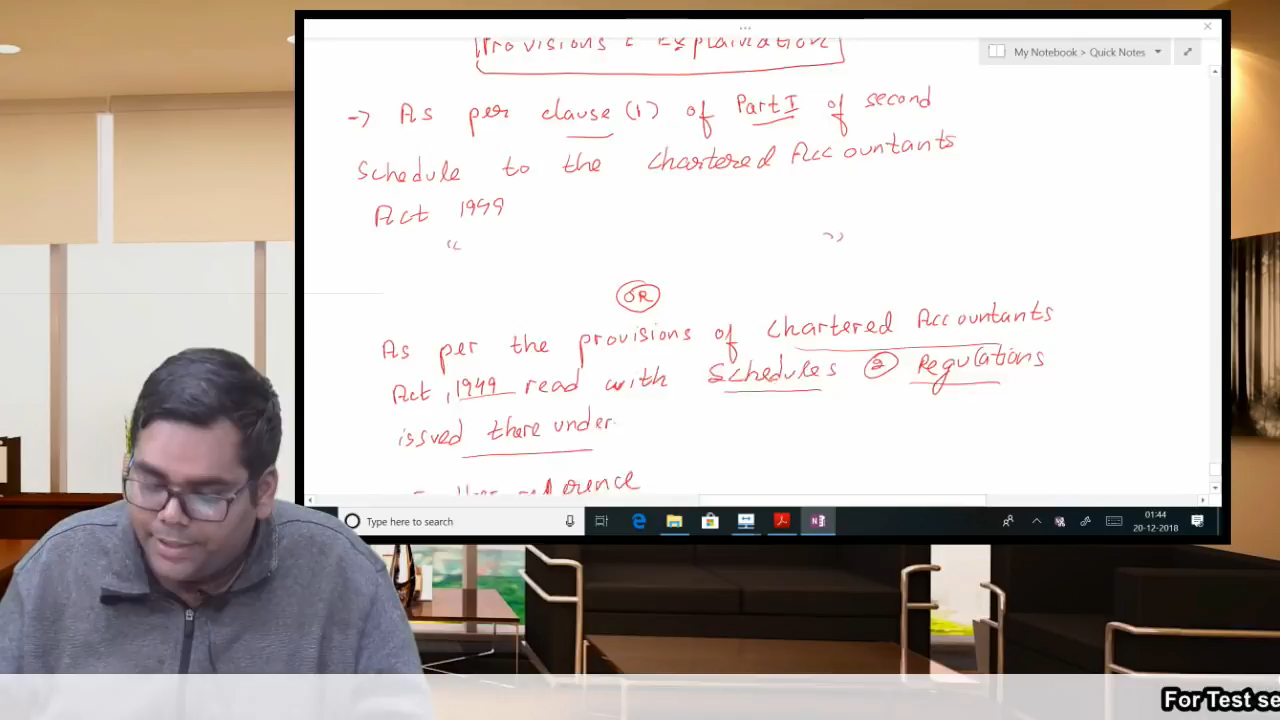 ...
My Notebook > Quick Notes
Provisions & Explaination
→ As per clause (1) of Part I of second
Schedule to the Chartered Accountants
Act 1949
“ ”
OR
As per the provisions of Chartered Accountants
Act, 1949 read with Schedules & Regulations
issued there under
reference
Type here to search
01:44
20-12-2018
For Test se